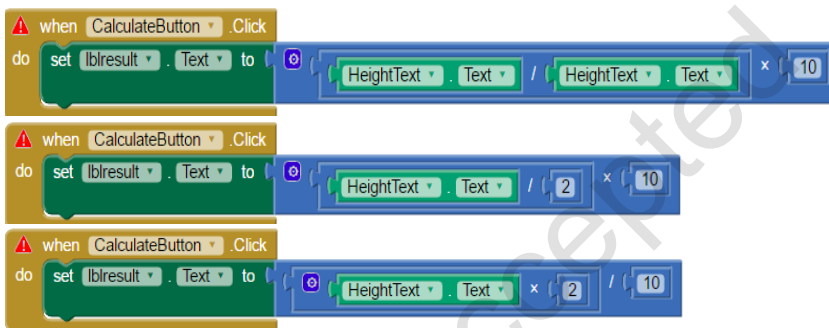 when CalculateButton .Click
do set lblresult . Text to HeightText . Text / HeightText . Text × 10
when CalculateButton .Click
do set lblresult . Text to HeightText . Text / 2 × 10
when CalculateButton .Click
do set lblresult . Text to HeightText . Text × 2 / 10